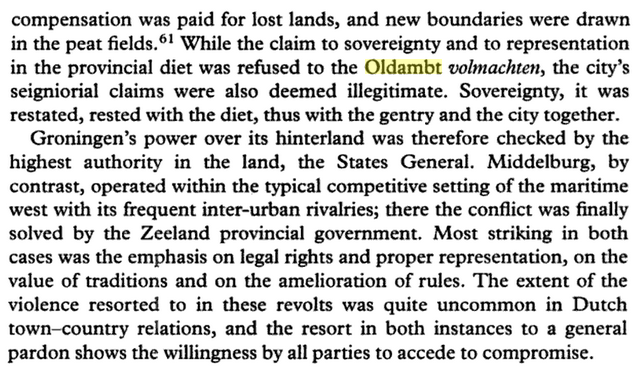 compensation was paid for lost lands, and new boundaries were drawn
in the peat fields.⁶¹ While the claim to sovereignty and to representation
in the provincial diet was refused to the Oldambt volmachten, the city's
seigniorial claims were also deemed illegitimate. Sovereignty, it was
restated, rested with the diet, thus with the gentry and the city together.
Groningen's power over its hinterland was therefore checked by the
highest authority in the land, the States General. Middelburg, by
contrast, operated within the typical competitive setting of the maritime
west with its frequent inter-urban rivalries; there the conflict was finally
solved by the Zeeland provincial government. Most striking in both
cases was the emphasis on legal rights and proper representation, on the
value of traditions and on the amelioration of rules. The extent of the
violence resorted to in these revolts was quite uncommon in Dutch
town–country relations, and the resort in both instances to a general
pardon shows the willingness by all parties to accede to compromise.